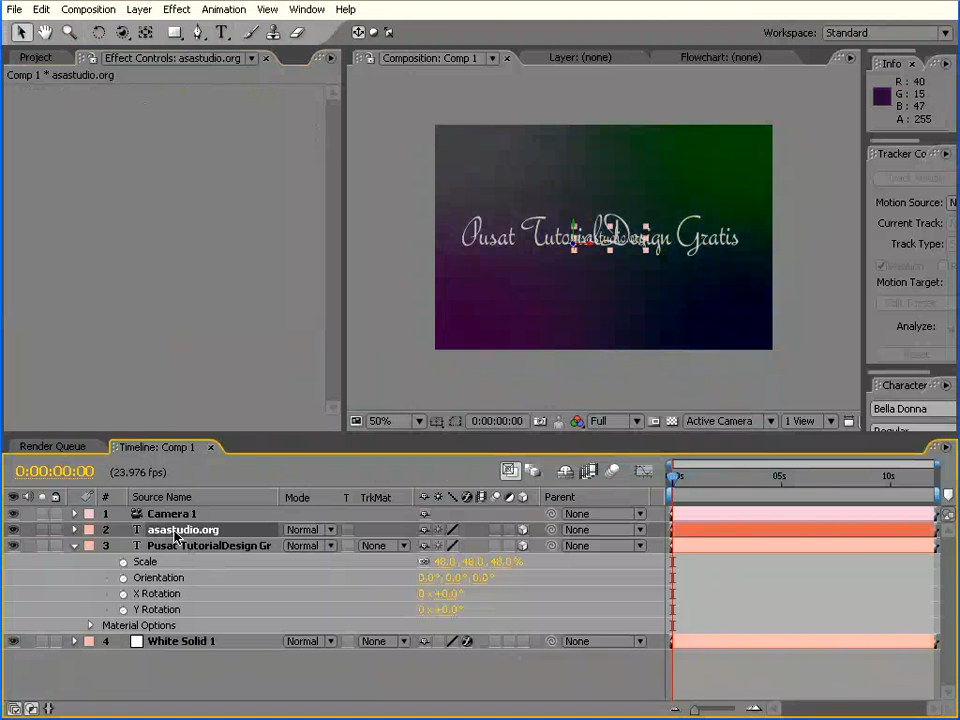 File Edit Composition Layer Effect Animation View Window Help
Workspace: Standard
Project Effect Controls: asastudio.org Composition: Comp 1 Layer: (none) Flowchart: (none) Info
Comp 1 * asastudio.org
R: 40
G: 15
B: 47
A: 255
Tracker Co
Motion Source: N
Current Track:
Track Type:
Motion Target:
Analyze:
Pusat TutorialDesign Gratis
Character
Bella Donna
50% 0:00:00:00 Full Active Camera 1 View
Render Queue Timeline: Comp 1
0:00:00:00 (23.976 fps)
05s 10s
# Source Name Mode T TrkMat Parent
1 Camera 1 None
2 asastudio.org Normal None
3 Pusat TutorialDesign Gr Normal None None
Scale 48.0, 48.0, 48.0%
Orientation 0.0°, 0.0°, 0.0°
X Rotation 0 x +0.0°
Y Rotation 0 x +0.0°
Material Options
4 White Solid 1 Normal None None